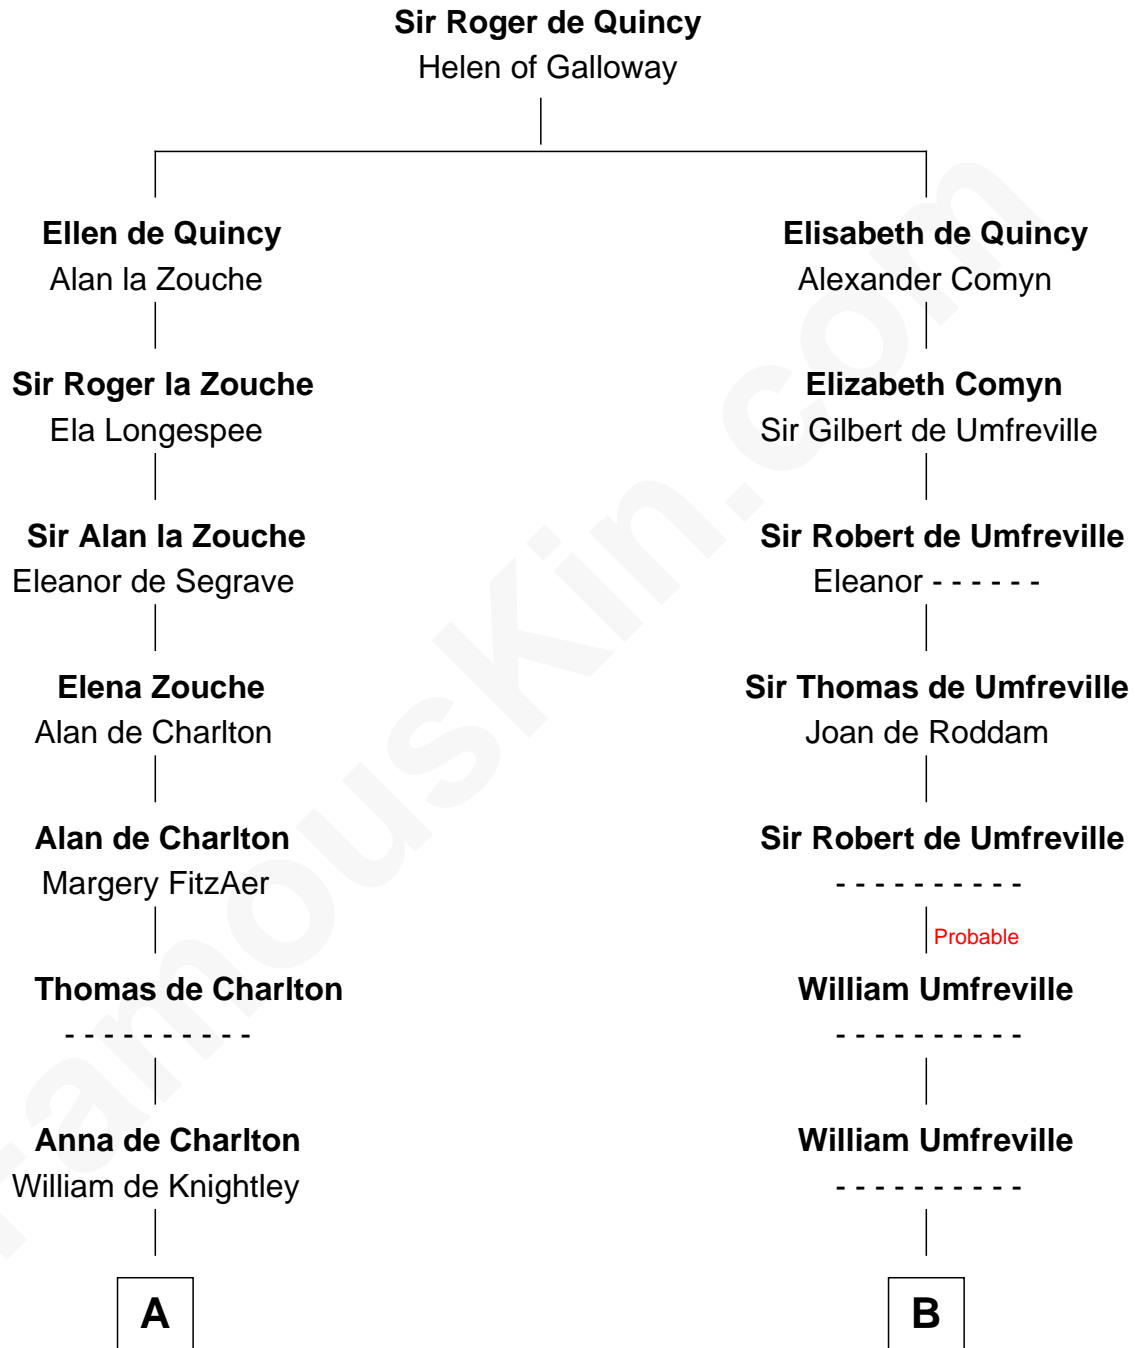 Sir Roger de Quincy
Helen of Galloway
Ellen de Quincy
Alan la Zouche
Elisabeth de Quincy
Alexander Comyn
Sir Roger la Zouche
Ela Longespee
Elizabeth Comyn
Sir Gilbert de Umfreville
Sir Alan la Zouche
Eleanor de Segrave
Sir Robert de Umfreville
Eleanor - - - - - -
Elena Zouche
Alan de Charlton
Sir Thomas de Umfreville
Joan de Roddam
Alan de Charlton
Margery FitzAer
Sir Robert de Umfreville
- - - - - - - - - -
Probable
Thomas de Charlton
- - - - - - - - - -
William Umfreville
- - - - - - - - - -
Anna de Charlton
William de Knightley
William Umfreville
- - - - - - - - - -
A
B
FamousKin.com